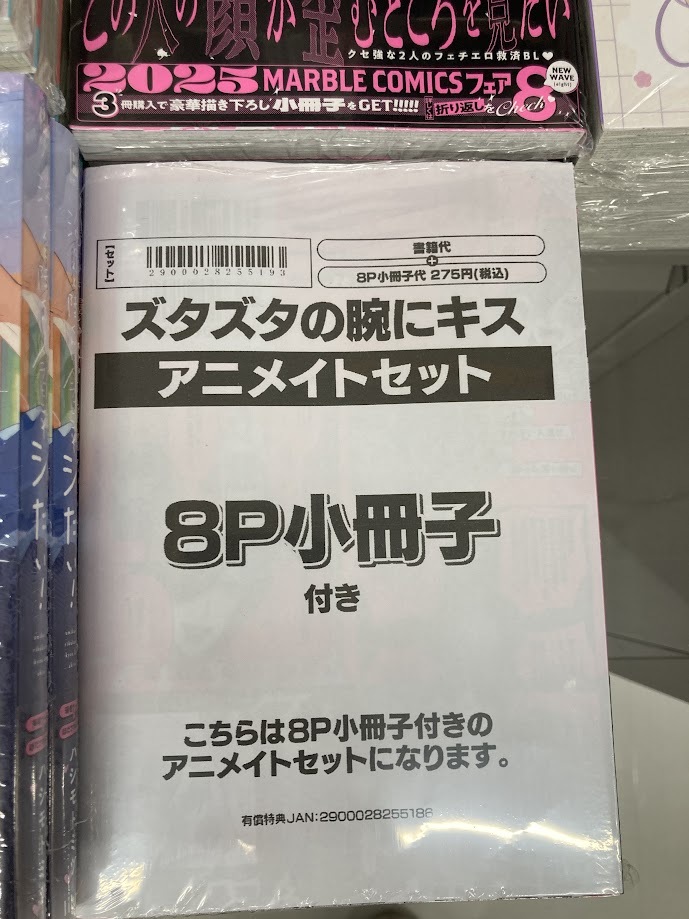 この人の顔が歪むところを見たい
クセ強な2人のフェチエロ救済BL♥
2025 MARBLE COMICSフェア
NEW WAVE
3冊購入で豪華描き下ろし小冊子をGET!!!!!
折り返しをCheck
【セット】
2900028255193
書籍代
+
8P小冊子代 275円(税込)
ズタズタの腕にキス
アニメイトセット
8P小冊子
付き
こちらは8P小冊子付きの
アニメイトセットになります。
有償特典JAN:2900028255186